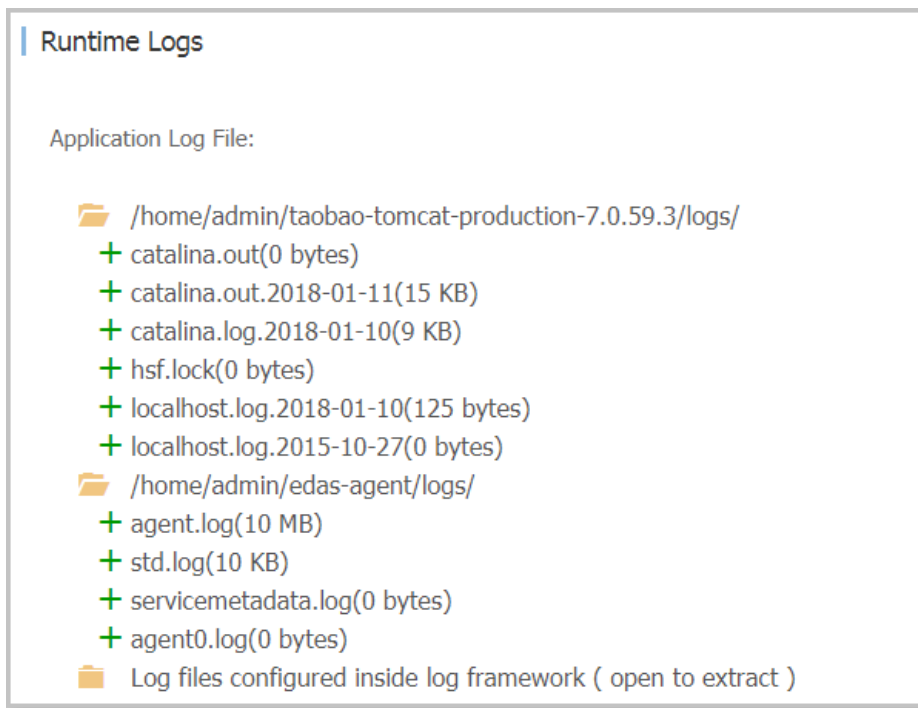 Runtime Logs
Application Log File:
/home/admin/taobao-tomcat-production-7.0.59.3/logs/
catalina.out(0 bytes)
catalina.out.2018-01-11(15 KB)
catalina.log.2018-01-10(9 KB)
hsf.lock(0 bytes)
localhost.log.2018-01-10(125 bytes)
localhost.log.2015-10-27(0 bytes)
/home/admin/edas-agent/logs/
agent.log(10 MB)
std.log(10 KB)
servicemetadata.log(0 bytes)
agent0.log(0 bytes)
Log files configured inside log framework ( open to extract )